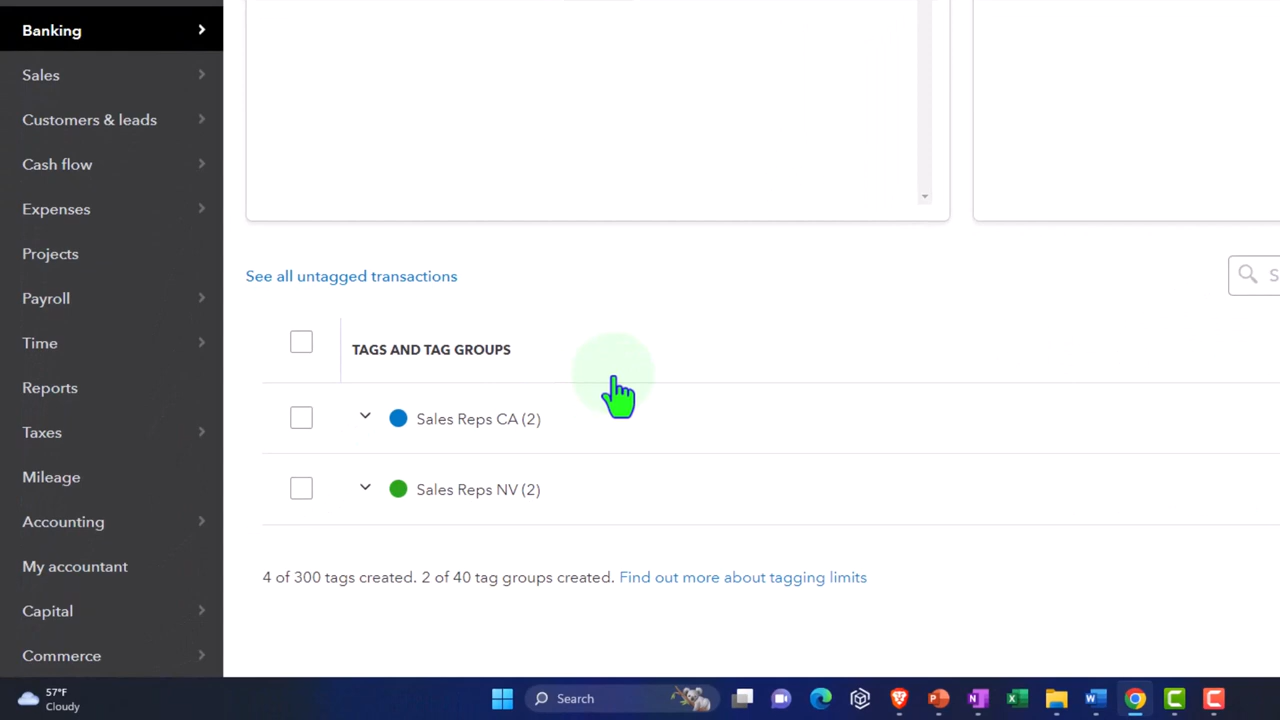 Banking
Sales
Customers & leads
Cash flow
Expenses
Projects
Payroll
Time
Reports
Taxes
Mileage
Accounting
My accountant
Capital
Commerce
See all untagged transactions
S
TAGS AND TAG GROUPS
Sales Reps CA (2)
Sales Reps NV (2)
4 of 300 tags created. 2 of 40 tag groups created. Find out more about tagging limits
57°F
Cloudy
Search